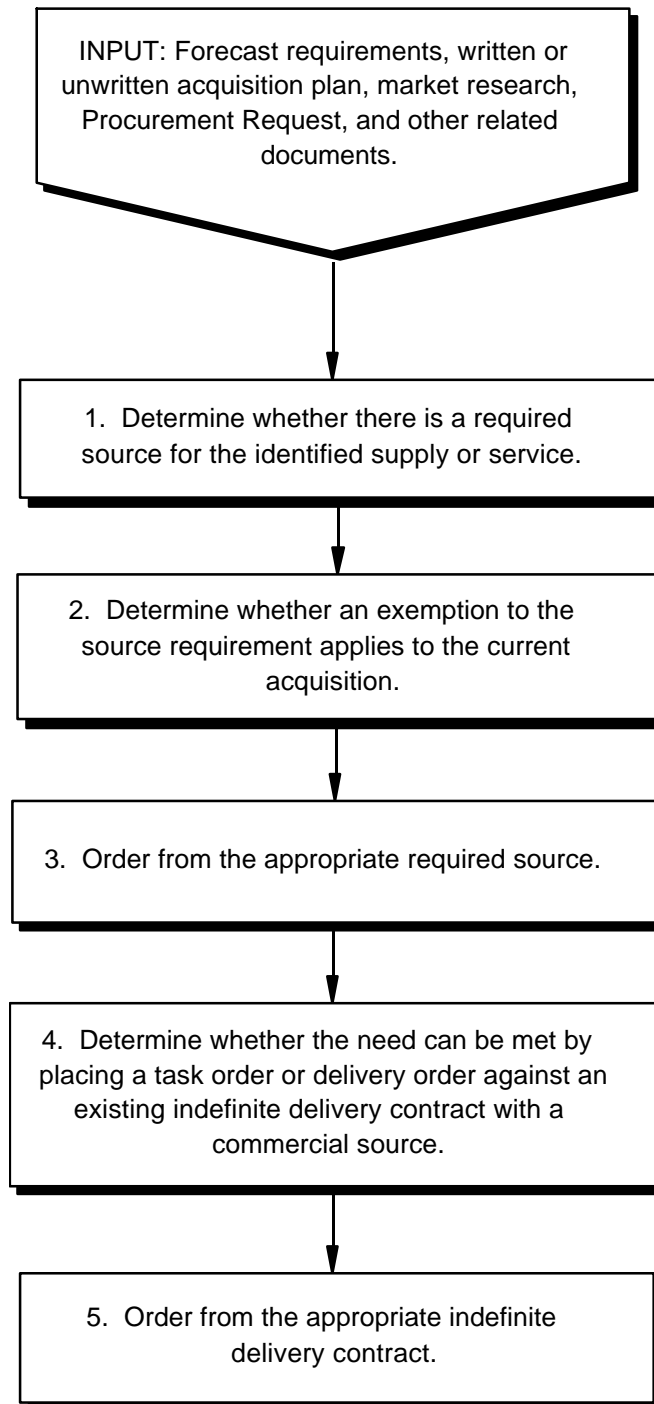 INPUT: Forecast requirements, written or
unwritten acquisition plan, market research,
Procurement Request, and other related
documents.
1. Determine whether there is a required
source for the identified supply or service.
2. Determine whether an exemption to the
source requirement applies to the current
acquisition.
3. Order from the appropriate required source.
4. Determine whether the need can be met by
placing a task order or delivery order against an
existing indefinite delivery contract with a
commercial source.
5. Order from the appropriate indefinite
delivery contract.